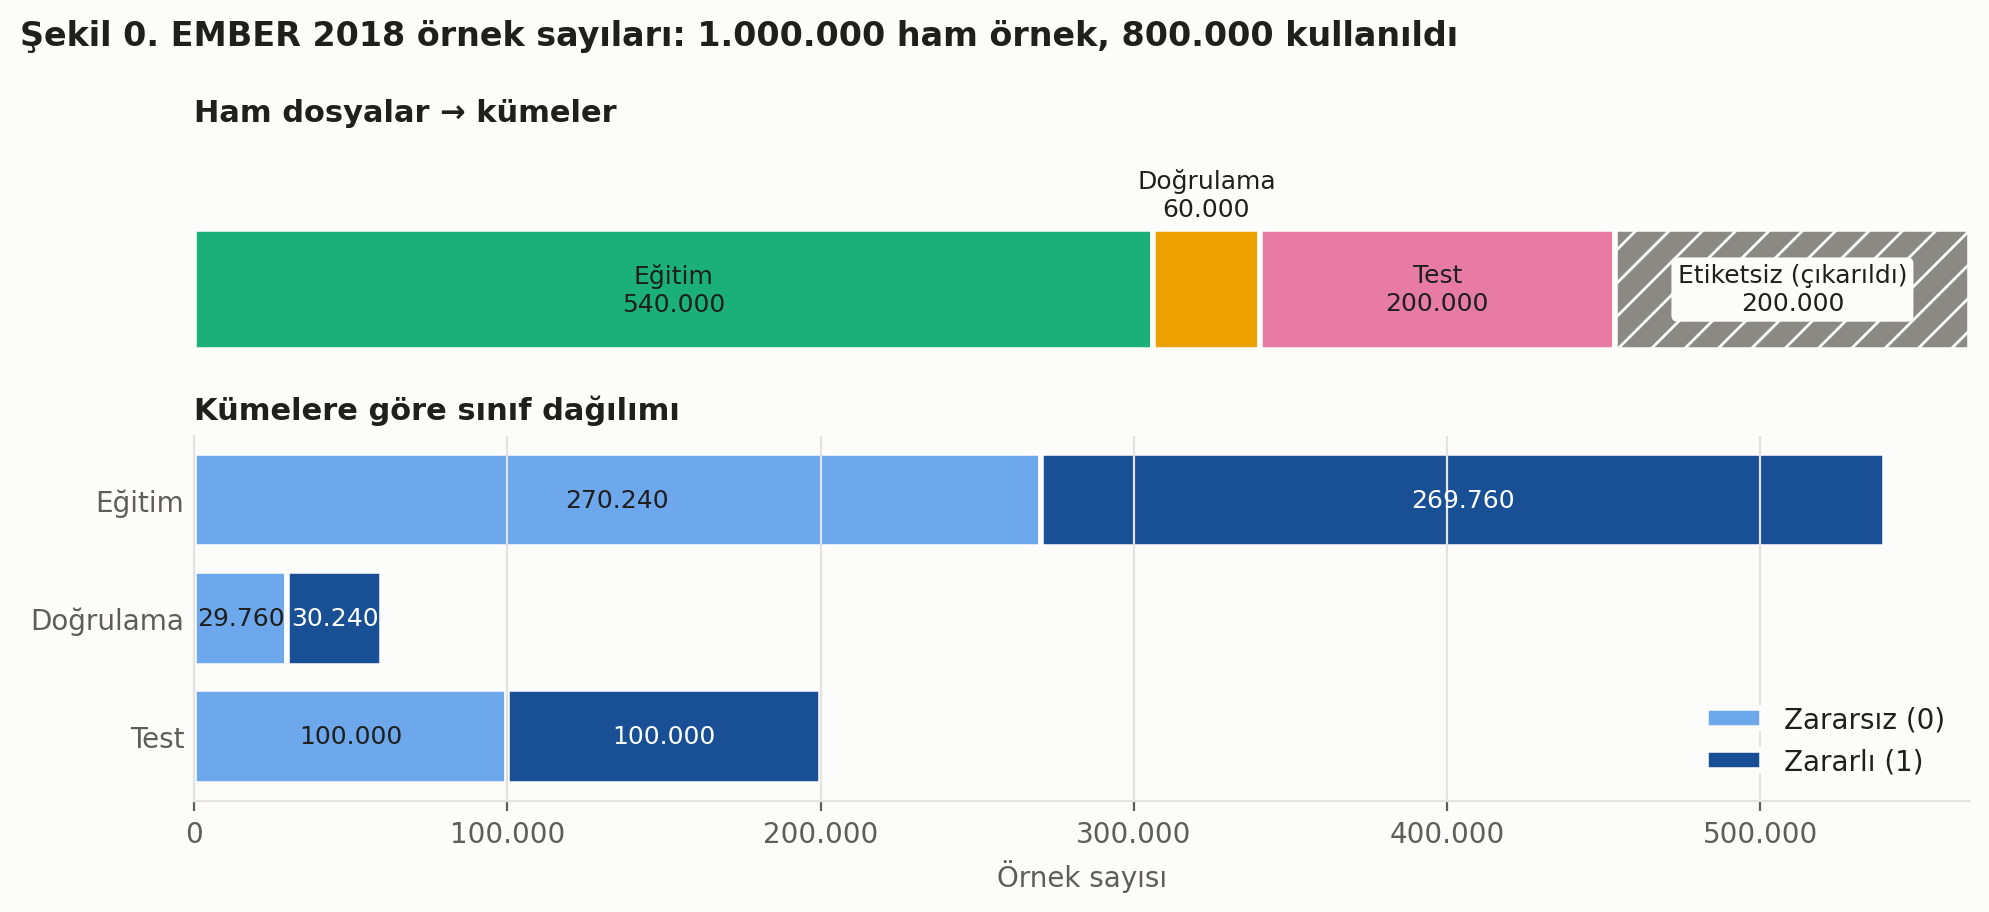 Şekil 0. EMBER 2018 örnek sayıları: 1.000.000 ham örnek, 800.000 kullanıldı
Ham dosyalar → kümeler
Doğrulama
60.000
Eğitim
540.000
Test
200.000
Etiketsiz (çıkarıldı)
200.000
Kümelere göre sınıf dağılımı
Eğitim 270.240 269.760
Doğrulama 29.760 30.240
Test 100.000 100.000
Zararsız (0)
Zararlı (1)
0 100.000 200.000 300.000 400.000 500.000
Örnek sayısı